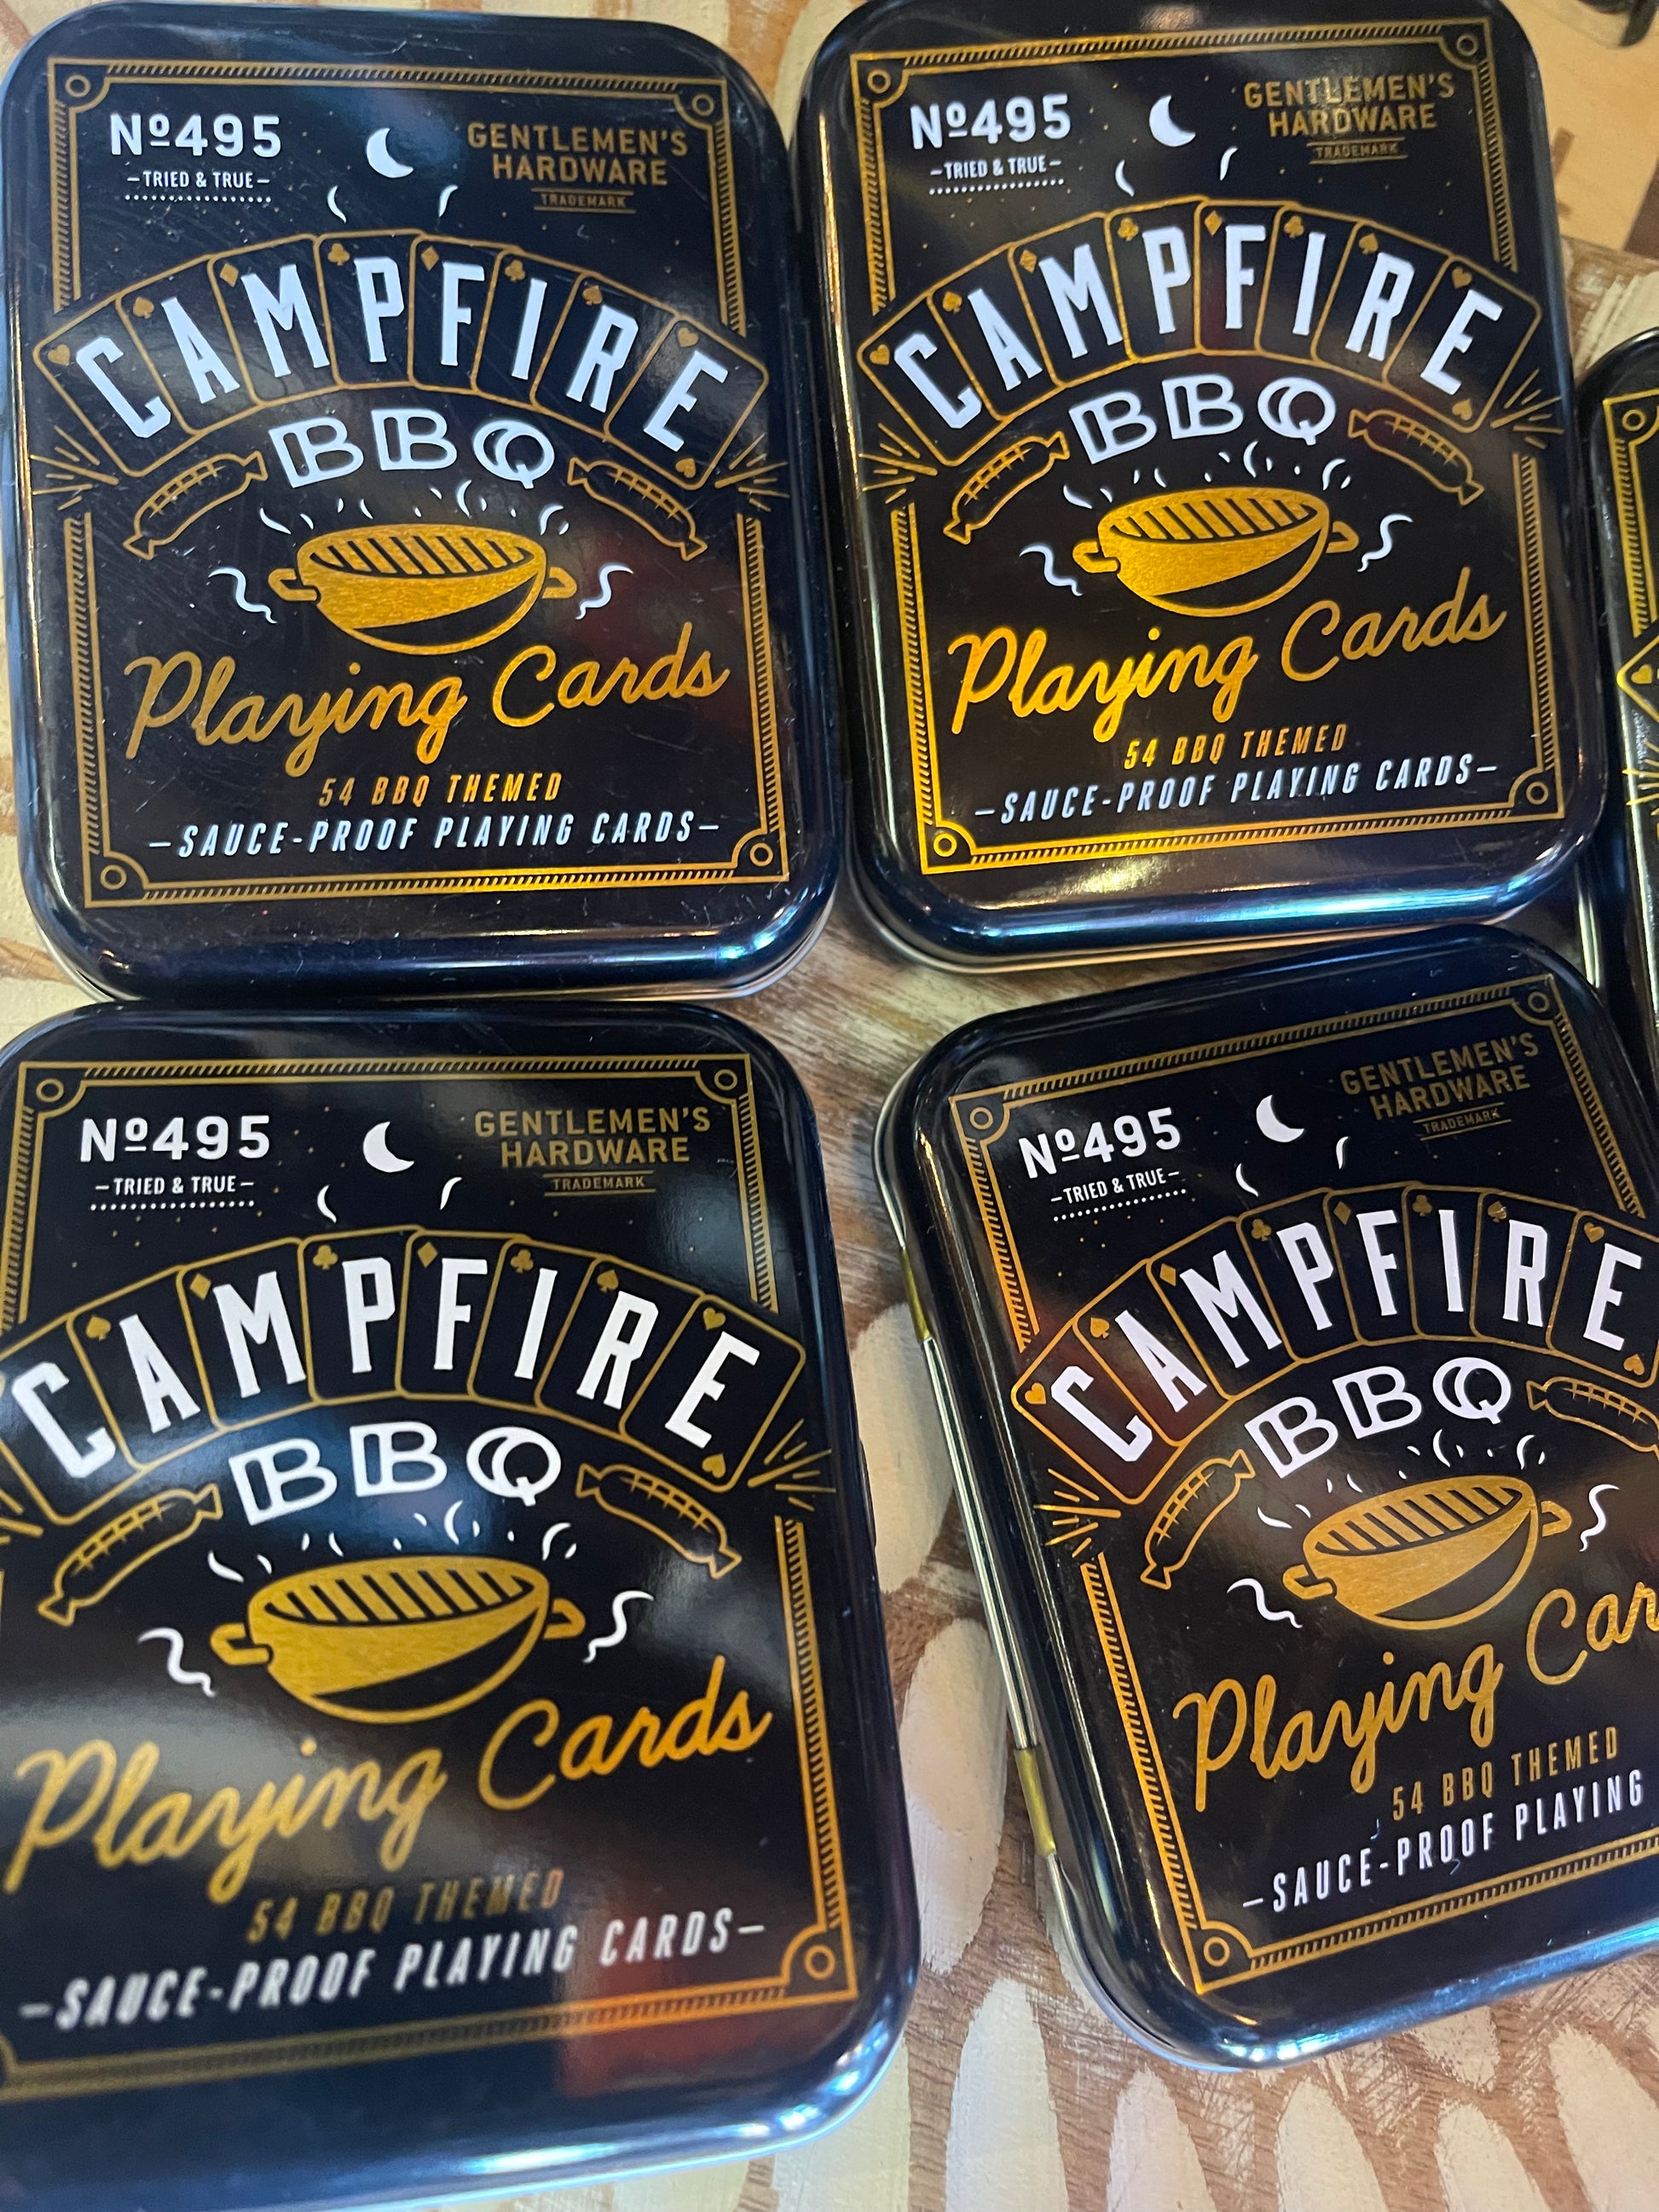 Nº495
—TRIED & TRUE—
GENTLEMEN'S
HARDWARE
TRADEMARK
CAMPFIRE
BBQ
Playing Cards
54 BBQ THEMED
—SAUCE-PROOF PLAYING CARDS—
Nº495
—TRIED & TRUE—
GENTLEMEN'S
HARDWARE
TRADEMARK
CAMPFIRE
BBQ
Playing Cards
54 BBQ THEMED
—SAUCE-PROOF PLAYING CARDS—
Nº495
—TRIED & TRUE—
GENTLEMEN'S
HARDWARE
TRADEMARK
CAMPFIRE
BBQ
Playing Cards
54 BBQ THEMED
—SAUCE-PROOF PLAYING CARDS—
Nº495
—TRIED & TRUE—
GENTLEMEN'S
HARDWARE
TRADEMARK
CAMPFIRE
BBQ
Playing Car
54 BBQ THEMED
—SAUCE-PROOF PLAYING